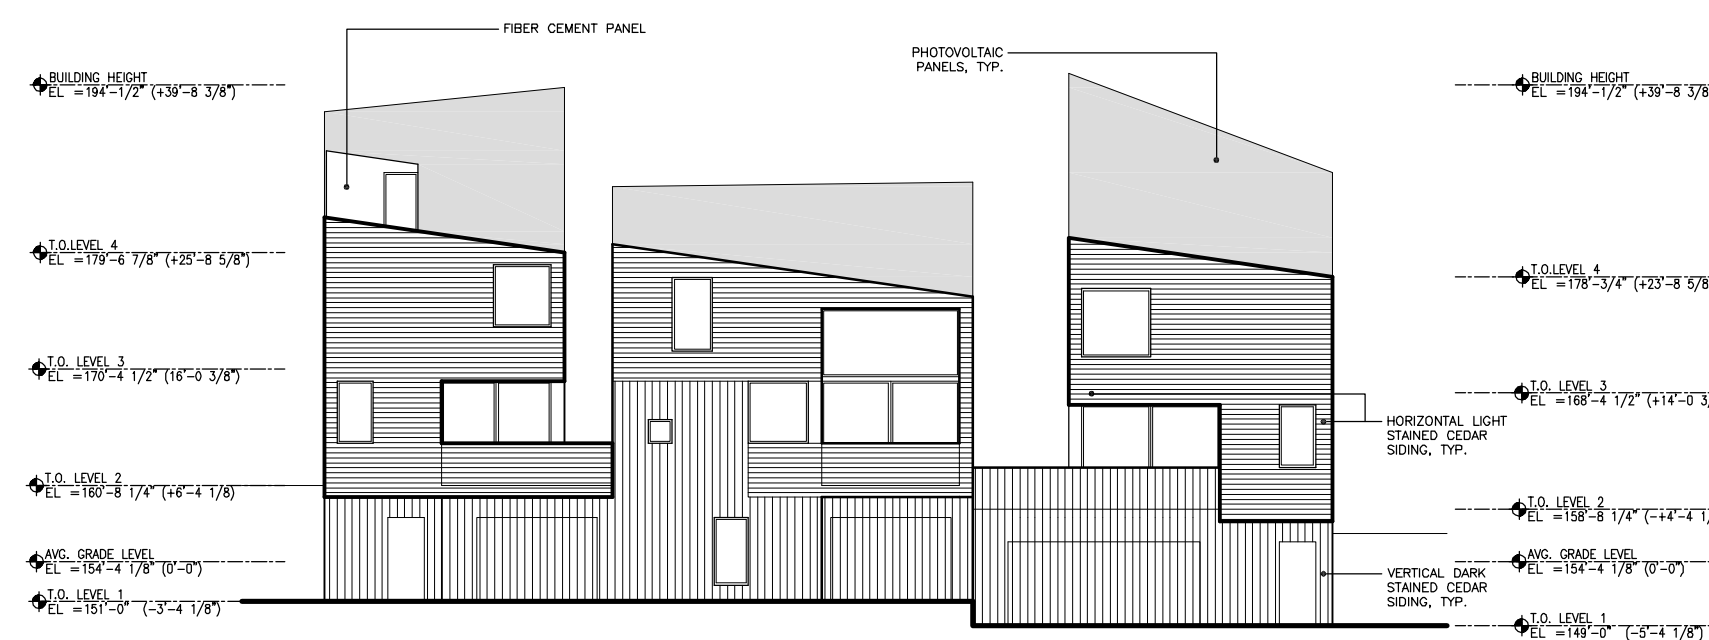 FIBER CEMENT PANEL
PHOTOVOLTAIC
PANELS, TYP.
BUILDING HEIGHT
EL =194'-1/2" (+39'-8 3/8")
T.O.LEVEL 4
EL =179'-6 7/8" (+25'-8 5/8")
T.O. LEVEL 3
EL =170'-4 1/2" (16'-0 3/8")
T.O. LEVEL 2
EL =160'-8 1/4" (+6'-4 1/8)
AVG. GRADE LEVEL
EL =154'-4 1/8" (0'-0")
T.O. LEVEL 1
EL =151'-0" (-3'-4 1/8")
BUILDING HEIGHT
EL =194'-1/2" (+39'-8 3/8
T.O.LEVEL 4
EL =178'-3/4" (+23'-8 5/8
T.O. LEVEL 3
EL =168'-4 1/2" (+14'-0 3/
HORIZONTAL LIGHT
STAINED CEDAR
SIDING, TYP.
T.O. LEVEL 2
EL =158'-8 1/4" (-+4'-4 1/
AVG. GRADE LEVEL
EL =154'-4 1/8" (0'-0")
VERTICAL DARK
STAINED CEDAR
SIDING, TYP.
T.O. LEVEL 1
EL =149'-0" (-5'-4 1/8")